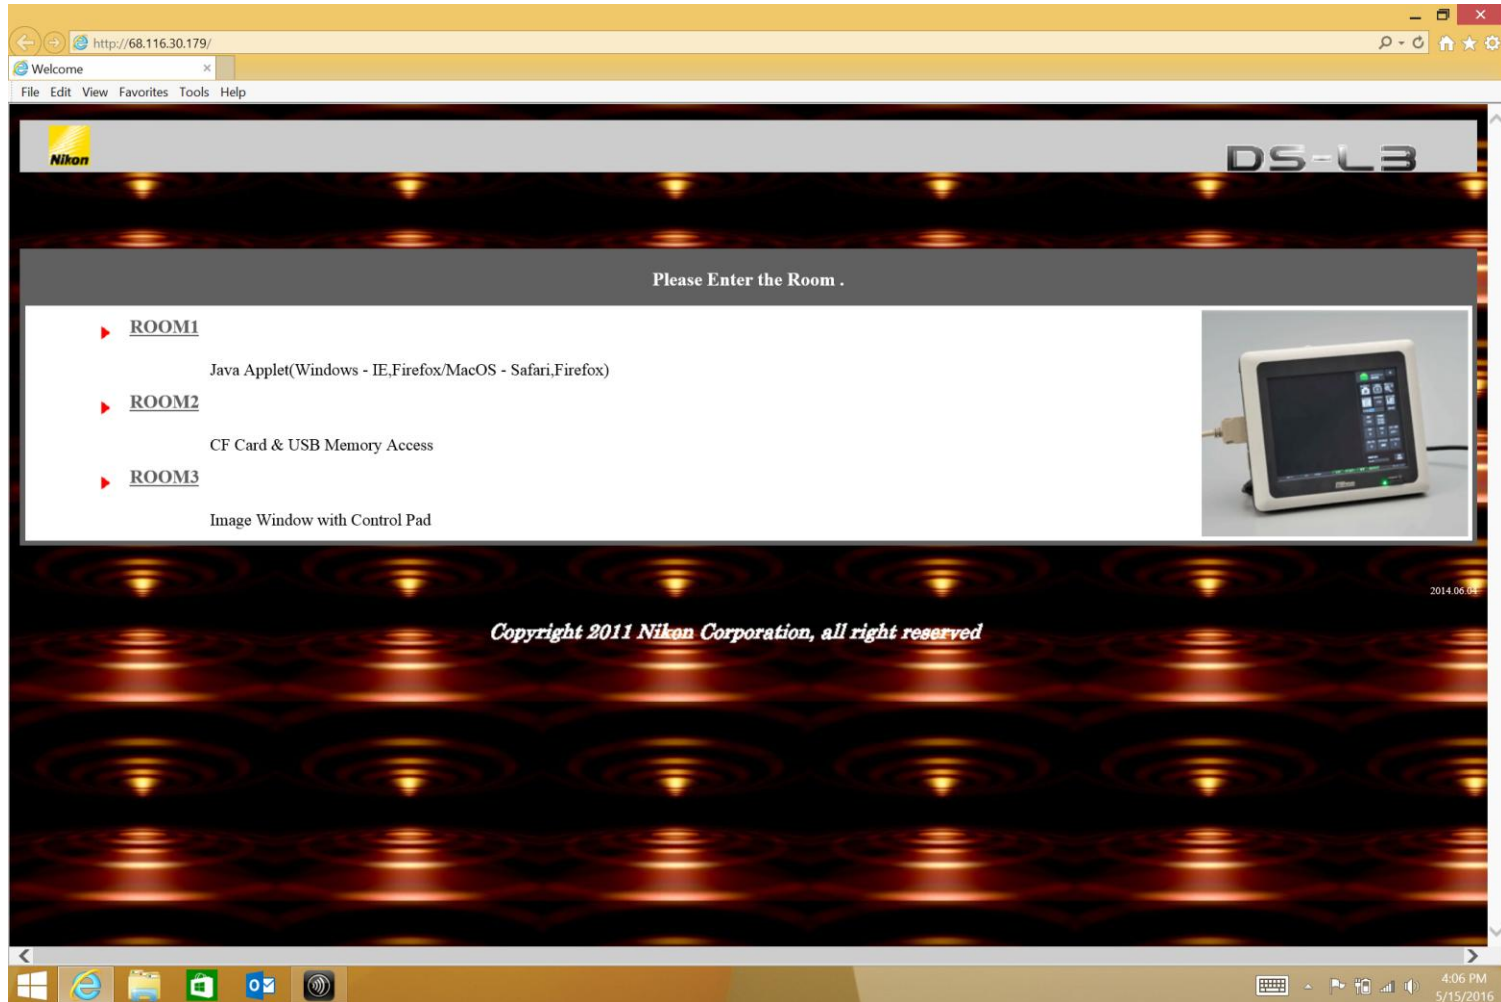 http://68.116.30.179/
Welcome
File Edit View Favorites Tools Help
Nikon
DS-L3
Please Enter the Room .
ROOM1
Java Applet(Windows - IE,Firefox/MacOS - Safari,Firefox)
ROOM2
CF Card & USB Memory Access
ROOM3
Image Window with Control Pad
2014.06.04
Copyright 2011 Nikon Corporation, all right reserved
4:06 PM
5/15/2016